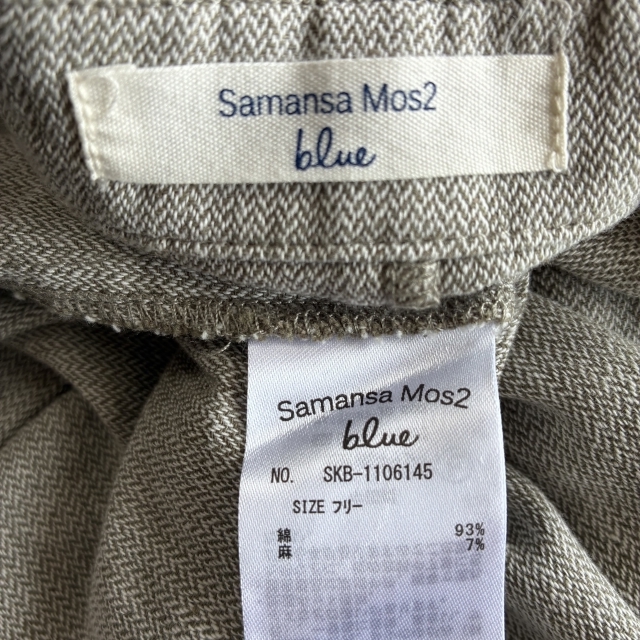 Samansa Mos2
blue
Samansa Mos2
blue
NO. SKB-1106145
SIZE フリー
綿 93%
麻 7%